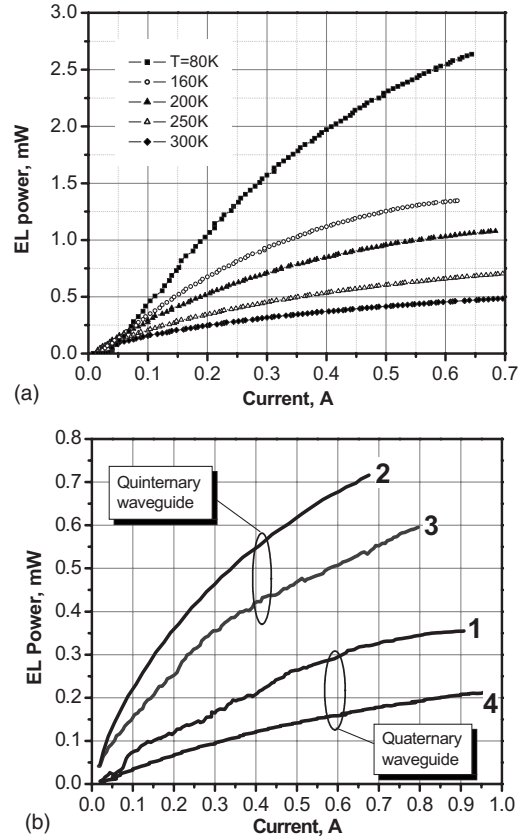 3.0
2.5
2.0
1.5
1.0
0.5
0.0
EL power, mW
T=80K
160K
200K
250K
300K
0.0 0.1 0.2 0.3 0.4 0.5 0.6 0.7
Current, A
(a)
0.8
0.7
0.6
0.5
0.4
0.3
0.2
0.1
0.0
EL Power, mW
Quinternary
waveguide
2
3
1
4
Quaternary
waveguide
0.0 0.1 0.2 0.3 0.4 0.5 0.6 0.7 0.8 0.9 1.0
Current, A
(b)